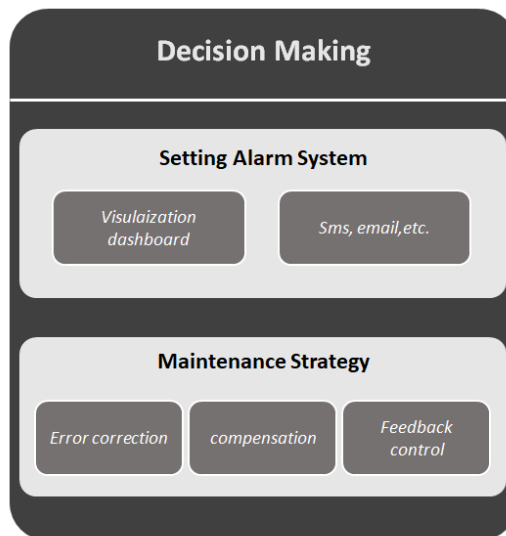 Decision Making
Setting Alarm System
Visulaization
dashboard
Sms, email,etc.
Maintenance Strategy
Error correction
compensation
Feedback
control